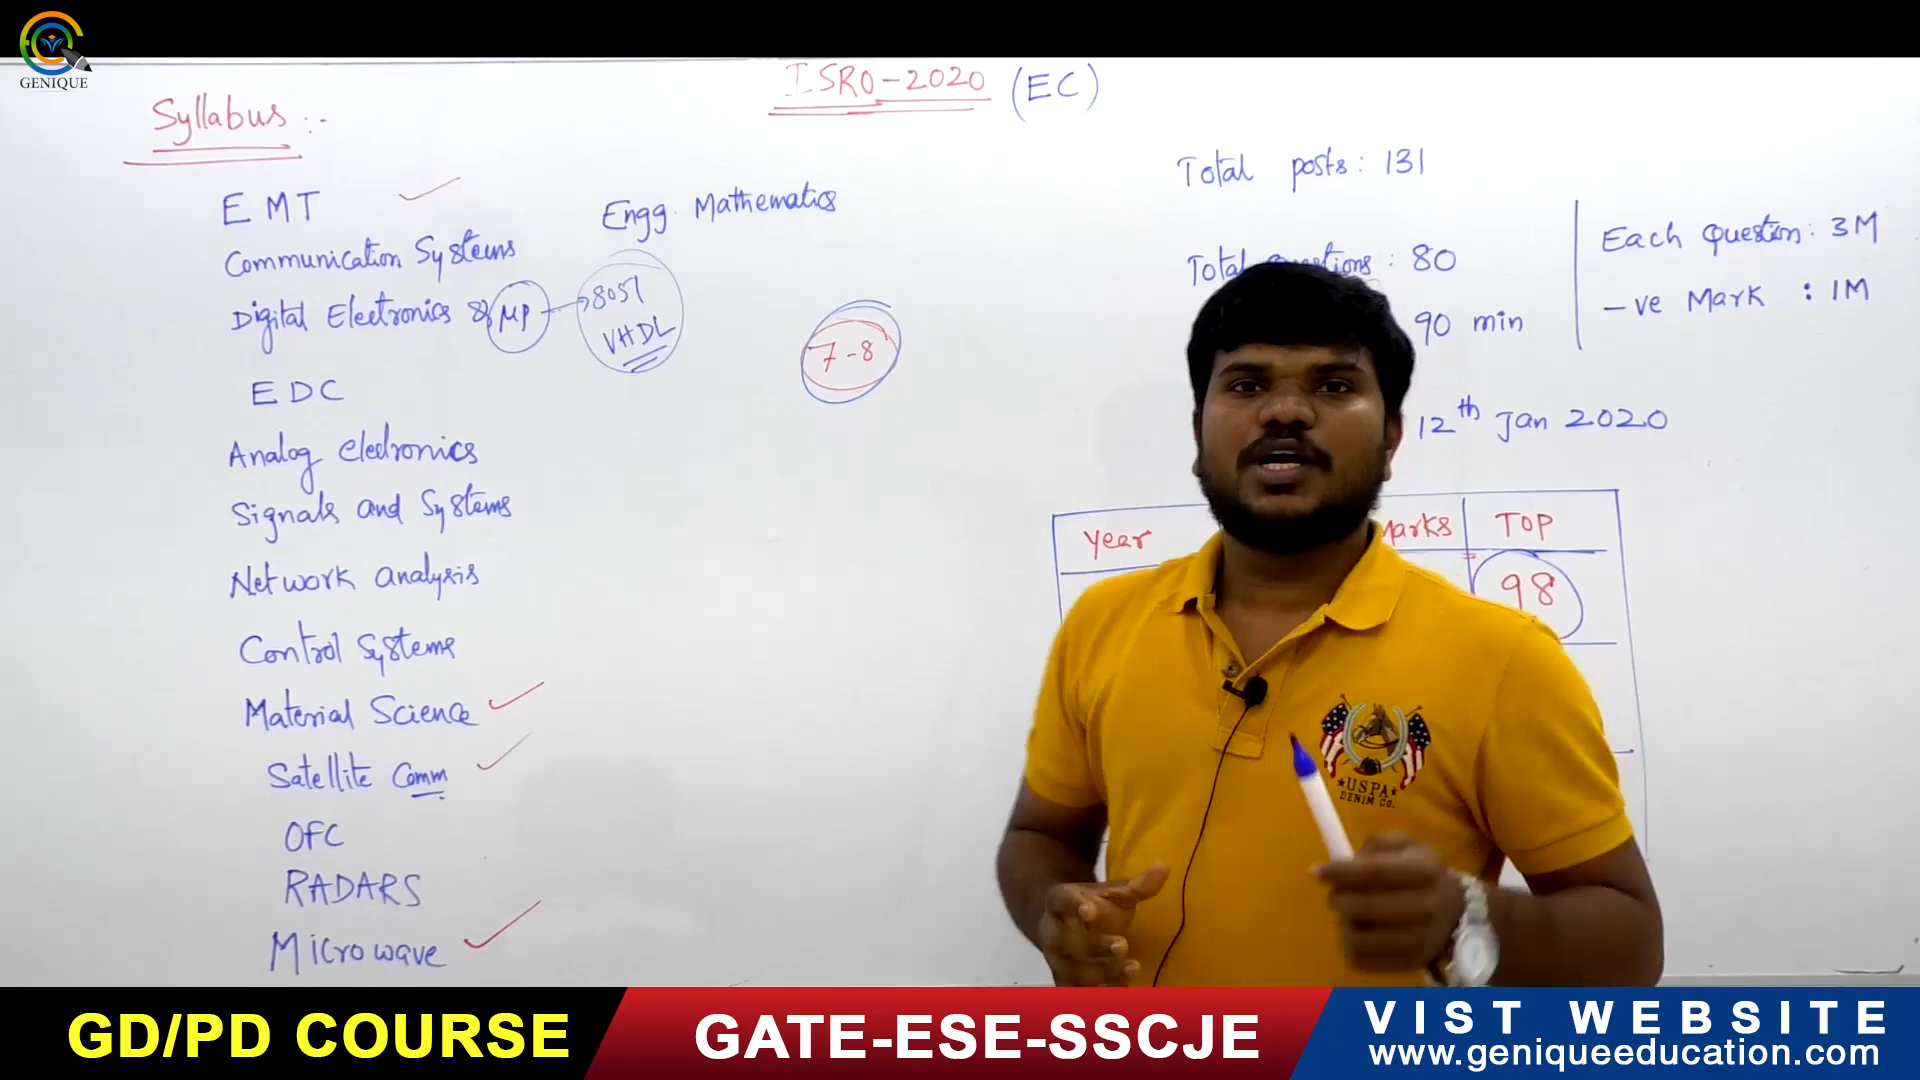 GENIQUE
ISRO-2020 (EC)
Syllabus :-
EMT
Communication Systems
Digital Electronics & μP
8051
VHDL
EDC
Analog electronics
Signals and Systems
Network analysis
Control Systems
Material Science
Satellite Comm
OFC
RADARS
Microwave
Engg. Mathematics
7-8
Total posts: 131
Total questions: 80
90 min
Each Question: 3M
-ve Mark : 1M
12th Jan 2020
Year
Marks
TOP
98
USPA
DENIM CO.
GD/PD COURSE
GATE-ESE-SSCJE
VIST WEBSITE
www.geniqueeducation.com